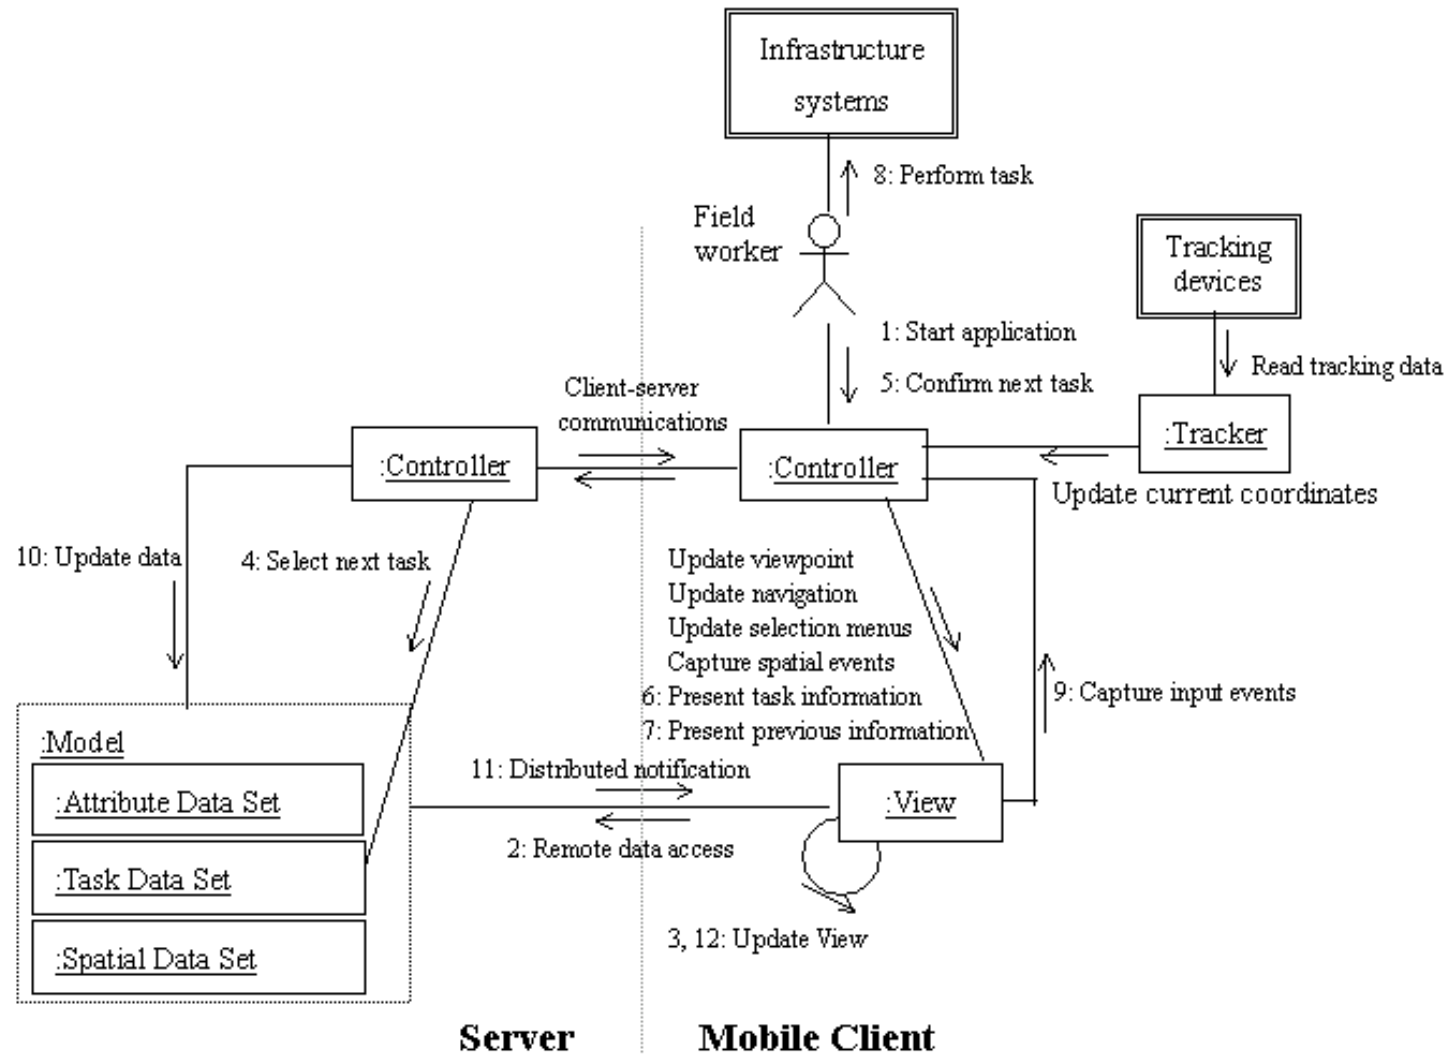 Infrastructure
systems
8: Perform task
Field
worker
Tracking
devices
1: Start application
5: Confirm next task
Read tracking data
Client-server
communications
:Controller
:Controller
:Tracker
Update current coordinates
10: Update data
4: Select next task
Update viewpoint
Update navigation
Update selection menus
Capture spatial events
6: Present task information
7: Present previous information
9: Capture input events
:Model
:Attribute Data Set
:Task Data Set
:Spatial Data Set
11: Distributed notification
2: Remote data access
:View
3, 12: Update View
Server
Mobile Client